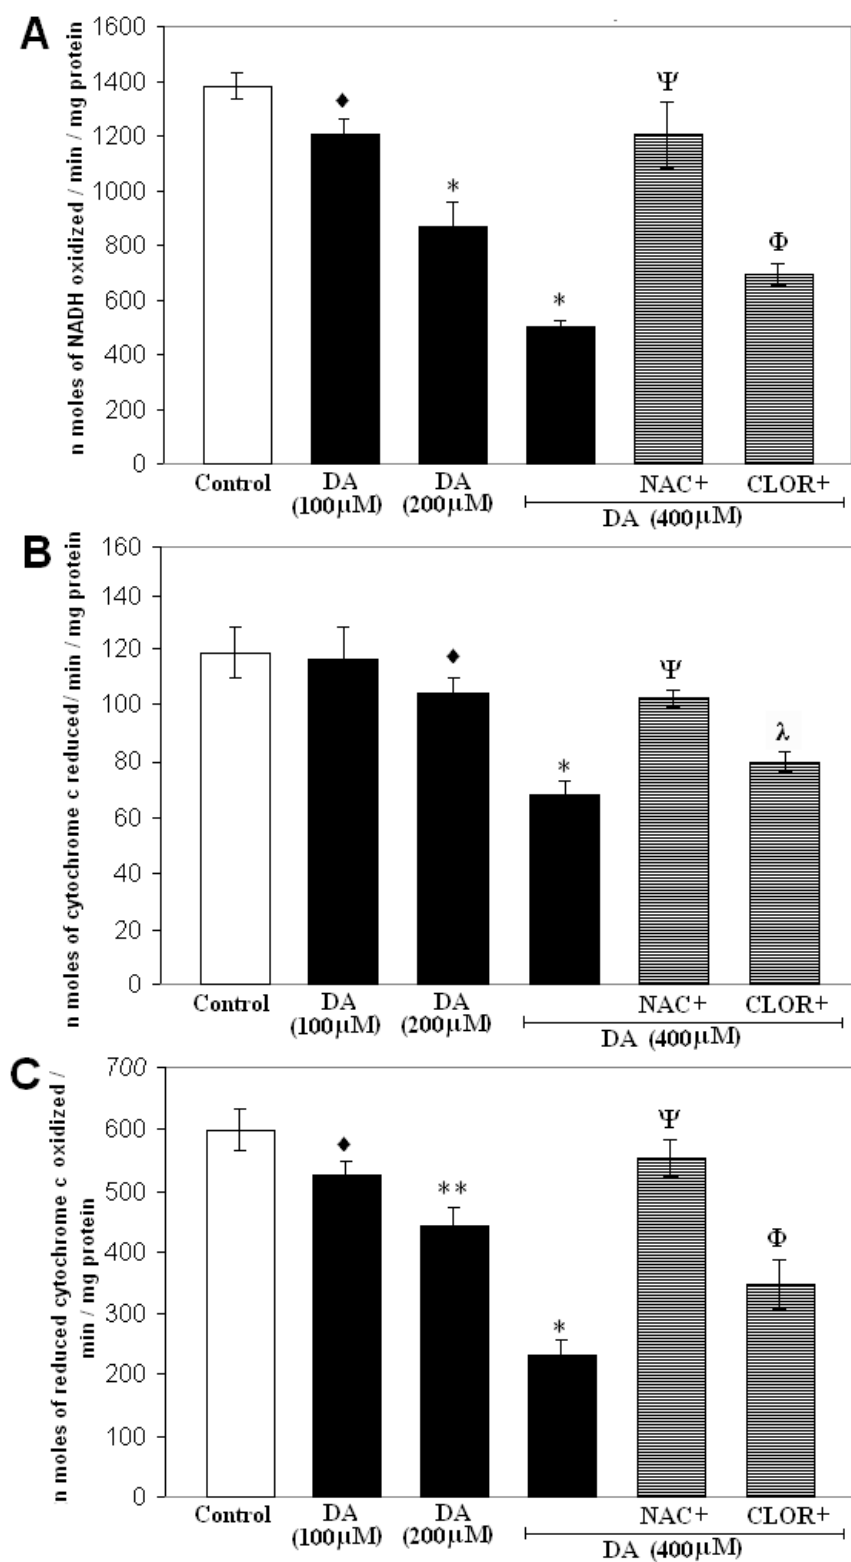 A
n moles of NADH oxidized / min / mg protein
1600
1400
1200
1000
800
600
400
200
0
♦
*
*
Ψ
Φ
Control
DA
(100µM)
DA
(200µM)
NAC+
CLOR+
DA (400µM)
B
n moles of cytochrome c reduced/ min / mg protein
160
140
120
100
80
60
40
20
0
♦
*
Ψ
λ
Control
DA
(100µM)
DA
(200µM)
NAC+
CLOR+
DA (400µM)
C
n moles of reduced cytochrome c oxidized /
min / mg protein
700
600
500
400
300
200
100
0
♦
**
*
Ψ
Φ
Control
DA
(100µM)
DA
(200µM)
NAC+
CLOR+
DA (400µM)